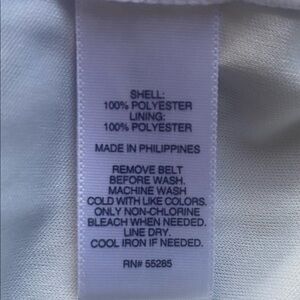 SHELL:
100% POLYESTER
LINING:
100% POLYESTER
MADE IN PHILIPPINES
REMOVE BELT
BEFORE WASH.
MACHINE WASH
COLD WITH LIKE COLORS.
ONLY NON-CHLORINE
BLEACH WHEN NEEDED.
LINE DRY.
COOL IRON IF NEEDED.
RN# 55285